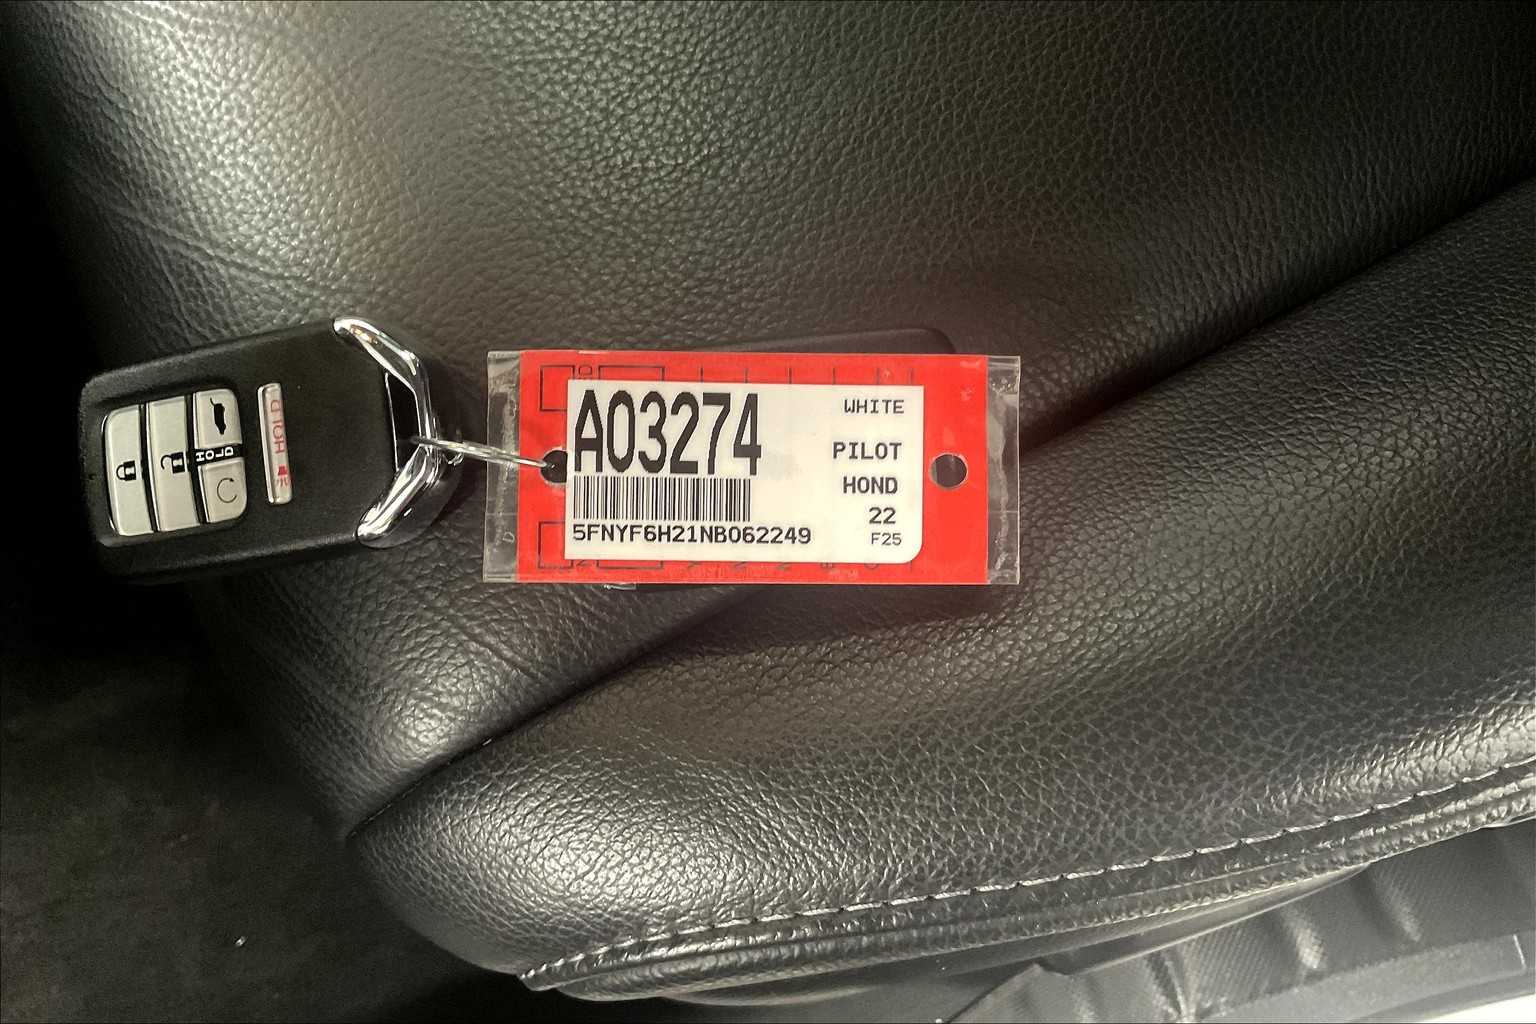 A03274
WHITE
PILOT
HOND
22
F25
5FNYF6H21NB062249
HOLD
HOLD